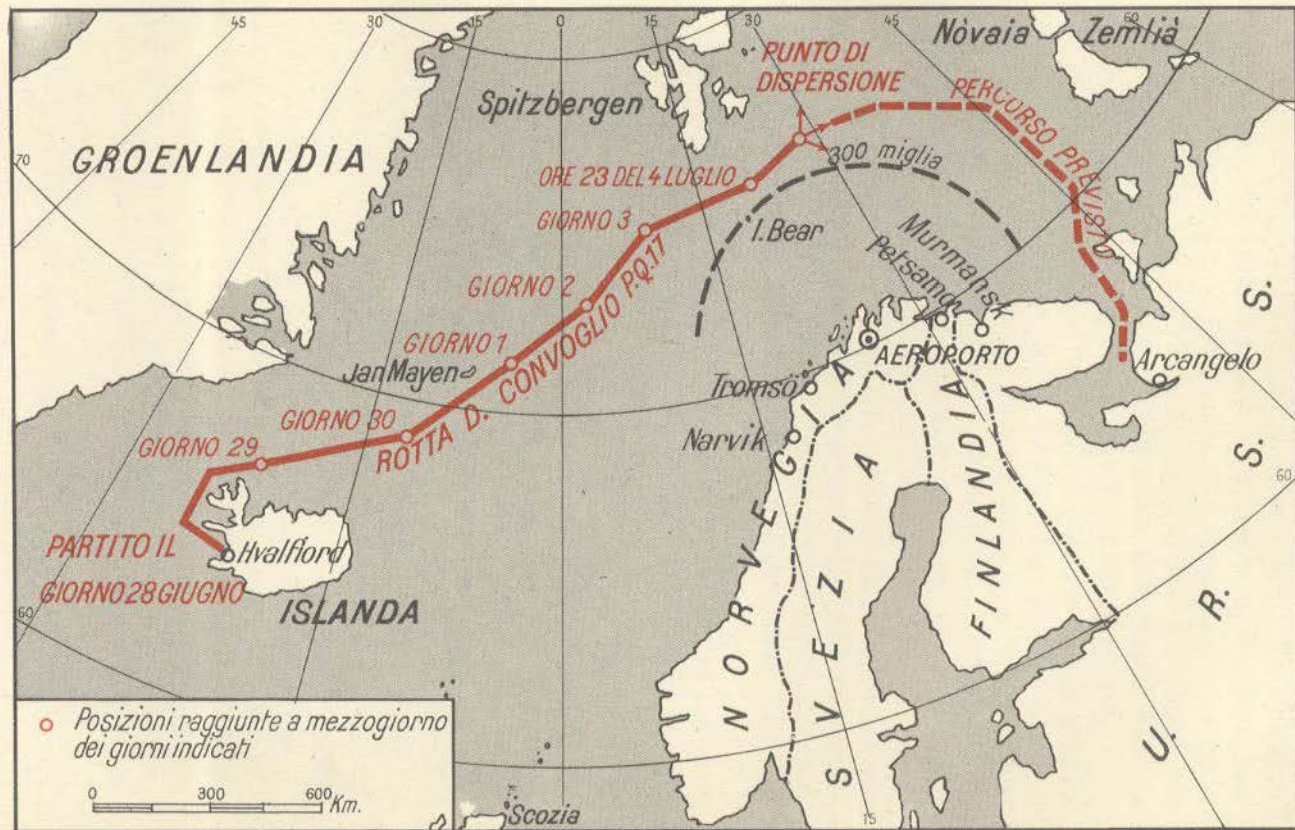 45
30
15
0
15
30
45
60
Nòvaia Zemlià
PUNTO DI
DISPERSIONE
Spitzbergen
PERCORSO PREVISTO
GROENLANDIA
70
300 miglia
ORE 23 DEL 4 LUGLIO
GIORNO 3
I. Bear
Murmansk
Petsamo
GIORNO 2
ROTTA D. CONVOGLIO P.Q.17
GIORNO 1
Jan Mayen
AEROPORTO
Arcangelo
Tromsö
GIORNO 30
GIORNO 29
Narvik
60
PARTITO IL
GIORNO 28 GIUGNO
Hvalfiord
ISLANDA
60
NORVEGIA
SVEZIA
FINLANDIA
U. R. S. S.
Posizioni raggiunte a mezzogiorno
dei giorni indicati
0 300 600 Km.
Scozia
15